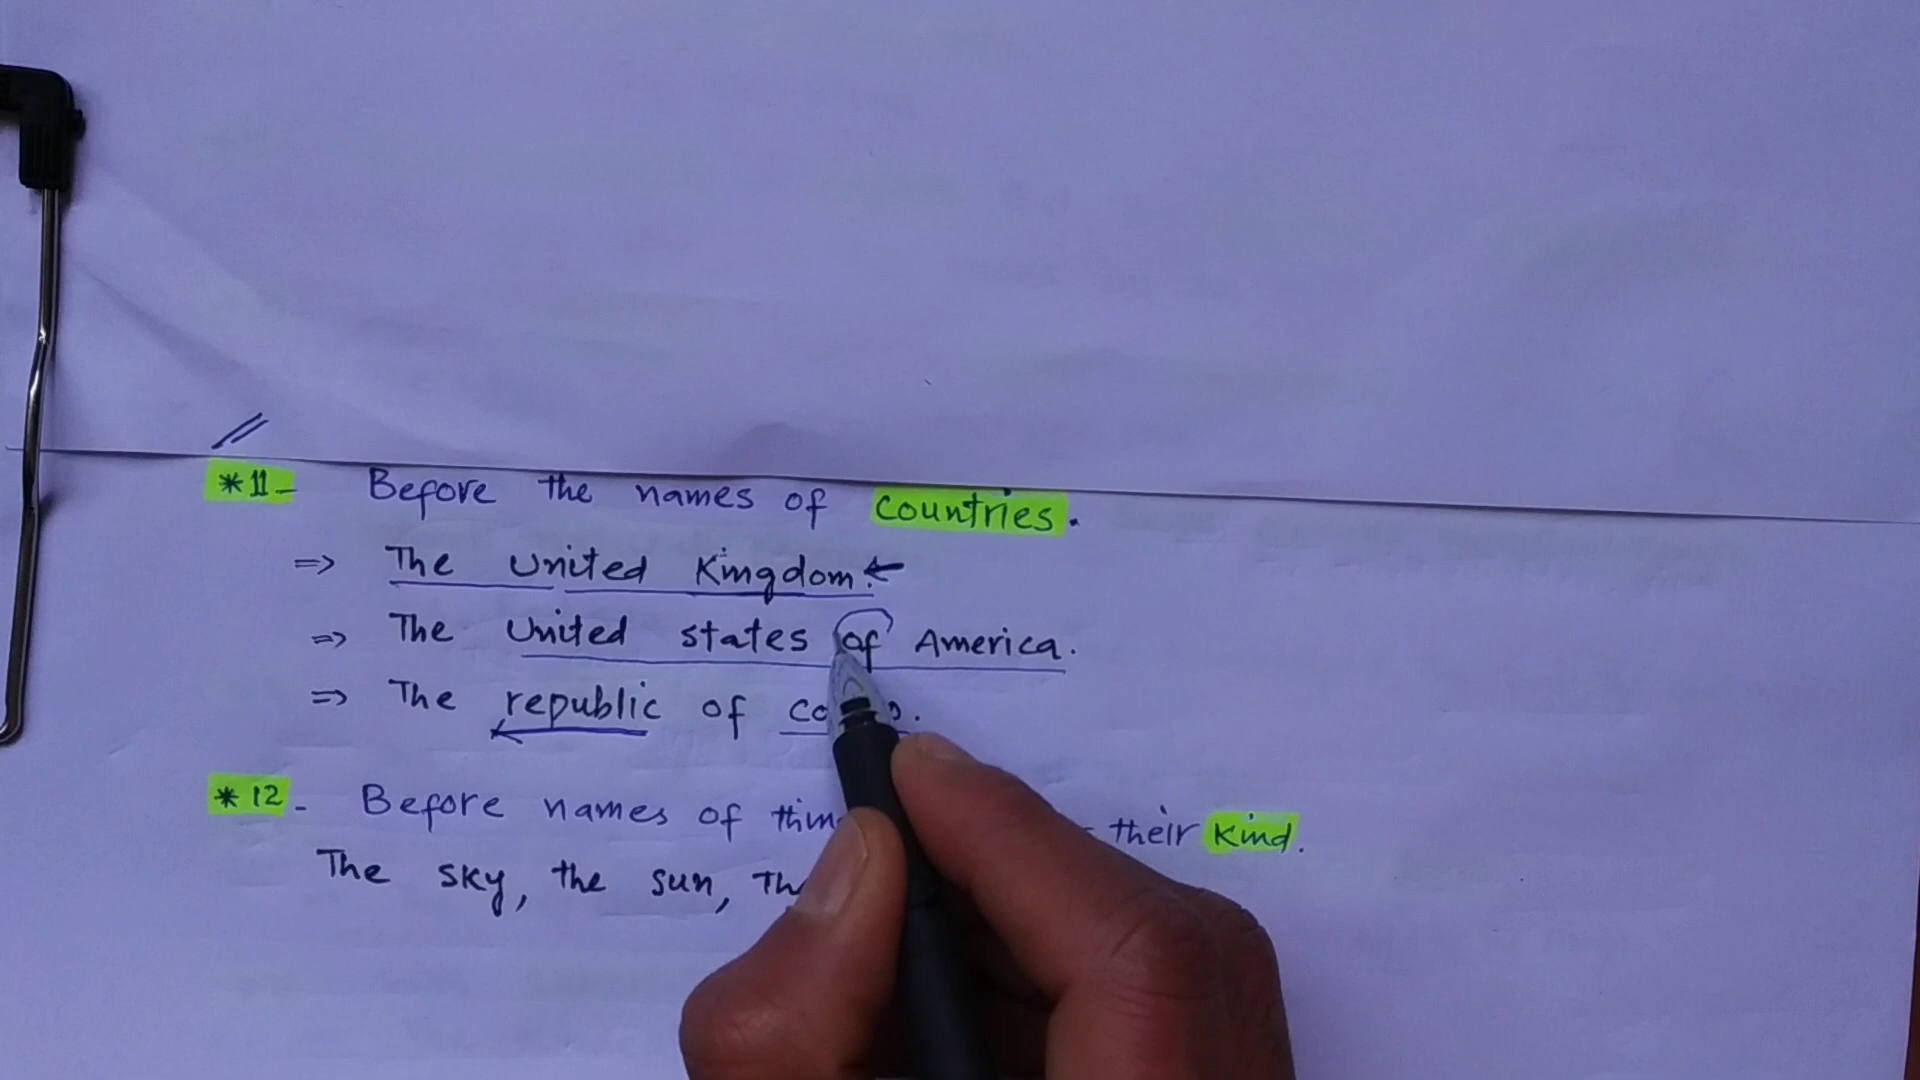 *11- Before the names of countries.
=> The United Kingdom.
=> The United states of America.
=> The republic of
*12- Before names of their kind.
The sky, the sun,